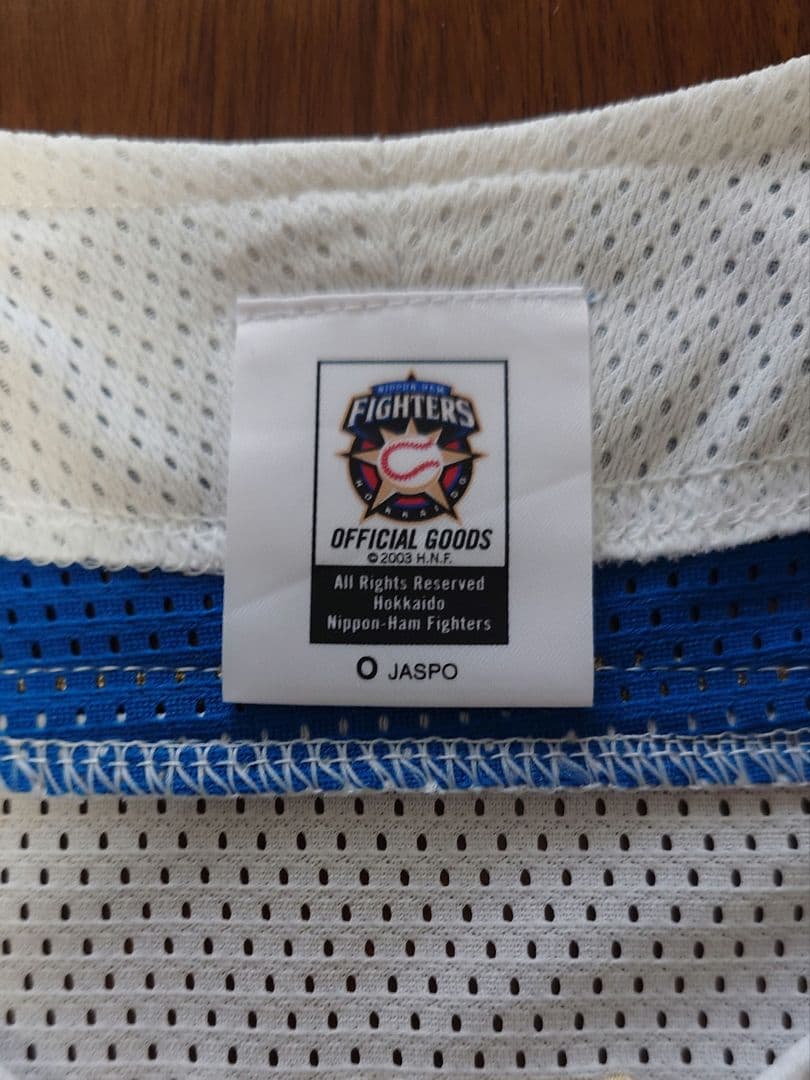 NIPPON HAM
FIGHTERS
HOKKAIDO
OFFICIAL GOODS
©2003 H.N.F.
All Rights Reserved
Hokkaido
Nippon-Ham Fighters
O JASPO